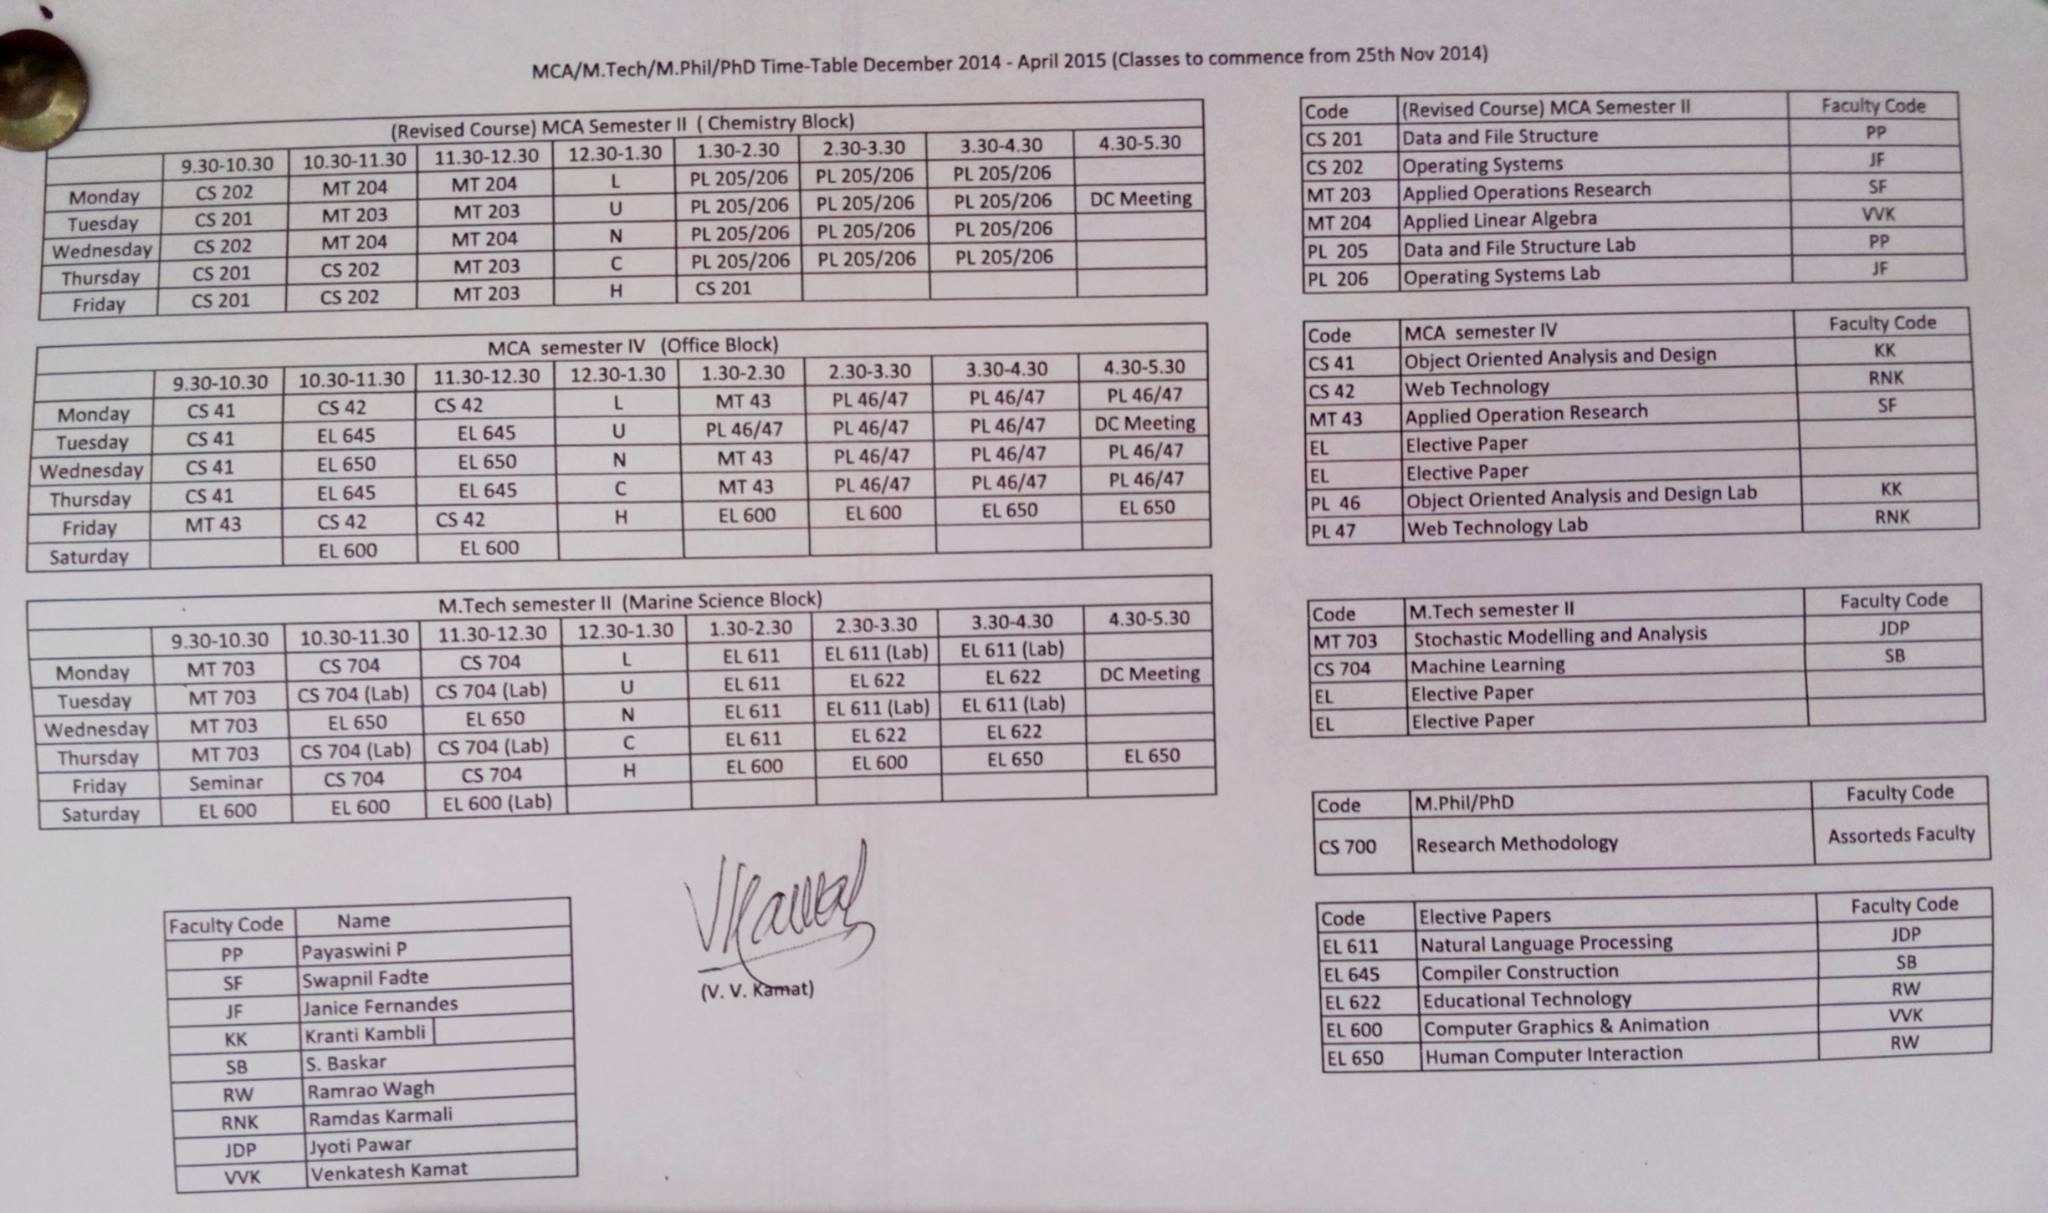 MCA/M.Tech/M.Phil/PhD Time-Table December 2014 - April 2015 (Classes to commence from 25th Nov 2014)
(Revised Course) MCA Semester II ( Chemistry Block)
9.30-10.30 10.30-11.30 11.30-12.30 12.30-1.30 1.30-2.30 2.30-3.30 3.30-4.30 4.30-5.30
Monday CS 202 MT 204 MT 204 L PL 205/206 PL 205/206 PL 205/206
Tuesday CS 201 MT 203 MT 203 U PL 205/206 PL 205/206 PL 205/206 DC Meeting
Wednesday CS 202 MT 204 MT 204 N PL 205/206 PL 205/206 PL 205/206
Thursday CS 201 CS 202 MT 203 C PL 205/206 PL 205/206 PL 205/206
Friday CS 201 CS 202 MT 203 H CS 201
MCA semester IV (Office Block)
9.30-10.30 10.30-11.30 11.30-12.30 12.30-1.30 1.30-2.30 2.30-3.30 3.30-4.30 4.30-5.30
Monday CS 41 CS 42 CS 42 L MT 43 PL 46/47 PL 46/47 PL 46/47
Tuesday CS 41 EL 645 EL 645 U PL 46/47 PL 46/47 PL 46/47 DC Meeting
Wednesday CS 41 EL 650 EL 650 N MT 43 PL 46/47 PL 46/47 PL 46/47
Thursday CS 41 EL 645 EL 645 C MT 43 PL 46/47 PL 46/47 PL 46/47
Friday MT 43 CS 42 CS 42 H EL 600 EL 600 EL 650 EL 650
Saturday EL 600 EL 600
M.Tech semester II (Marine Science Block)
9.30-10.30 10.30-11.30 11.30-12.30 12.30-1.30 1.30-2.30 2.30-3.30 3.30-4.30 4.30-5.30
Monday MT 703 CS 704 CS 704 L EL 611 EL 611 (Lab) EL 611 (Lab)
Tuesday MT 703 CS 704 (Lab) CS 704 (Lab) U EL 611 EL 622 EL 622 DC Meeting
Wednesday MT 703 EL 650 EL 650 N EL 611 EL 611 (Lab) EL 611 (Lab)
Thursday MT 703 CS 704 (Lab) CS 704 (Lab) C EL 611 EL 622 EL 622
Friday Seminar CS 704 CS 704 H EL 600 EL 600 EL 650 EL 650
Saturday EL 600 EL 600 EL 600 (Lab)
Faculty Code Name
PP Payaswini P
SF Swapnil Fadte
JF Janice Fernandes
KK Kranti Kambli
SB S. Baskar
RW Ramrao Wagh
RNK Ramdas Karmali
JDP Jyoti Pawar
VVK Venkatesh Kamat
(V. V. Kamat)
Code (Revised Course) MCA Semester II Faculty Code
CS 201 Data and File Structure PP
CS 202 Operating Systems JF
MT 203 Applied Operations Research SF
MT 204 Applied Linear Algebra VVK
PL 205 Data and File Structure Lab PP
PL 206 Operating Systems Lab JF
Code MCA semester IV Faculty Code
CS 41 Object Oriented Analysis and Design KK
CS 42 Web Technology RNK
MT 43 Applied Operation Research SF
EL Elective Paper
EL Elective Paper
PL 46 Object Oriented Analysis and Design Lab KK
PL 47 Web Technology Lab RNK
Code M.Tech semester II Faculty Code
MT 703 Stochastic Modelling and Analysis JDP
CS 704 Machine Learning SB
EL Elective Paper
EL Elective Paper
Code M.Phil/PhD Faculty Code
CS 700 Research Methodology Assorteds Faculty
Code Elective Papers Faculty Code
EL 611 Natural Language Processing JDP
EL 645 Compiler Construction SB
EL 622 Educational Technology RW
EL 600 Computer Graphics & Animation VVK
EL 650 Human Computer Interaction RW